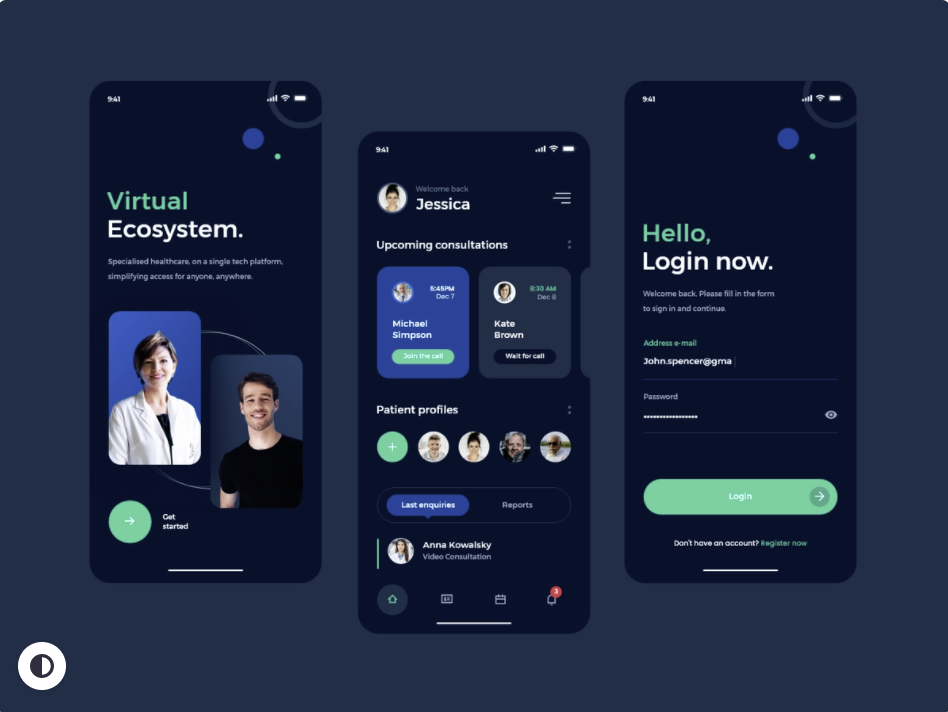 9:41
Virtual
Ecosystem.
Specialised healthcare, on a single tech platform,
simplifying access for anyone, anywhere.
Get
started
9:41
Welcome back
Jessica
Upcoming consultations
5:45PM
Dec 7
Michael
Simpson
Join the call
8:30 AM
Dec 8
Kate
Brown
Wait for call
Patient profiles
Last enquiries
Reports
Anna Kowalsky
Video Consultation
3
9:41
Hello,
Login now.
Welcome back. Please fill in the form
to sign in and continue.
Address e-mail
John.spencer@gma
Password
Login
Don't have an account? Register now